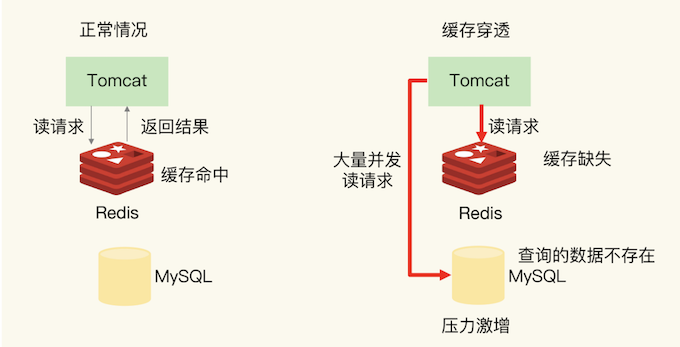 正常情况
Tomcat
读请求
返回结果
缓存命中
Redis
MySQL
缓存穿透
Tomcat
读请求
大量并发
读请求
缓存缺失
Redis
查询的数据不存在
MySQL
压力激增